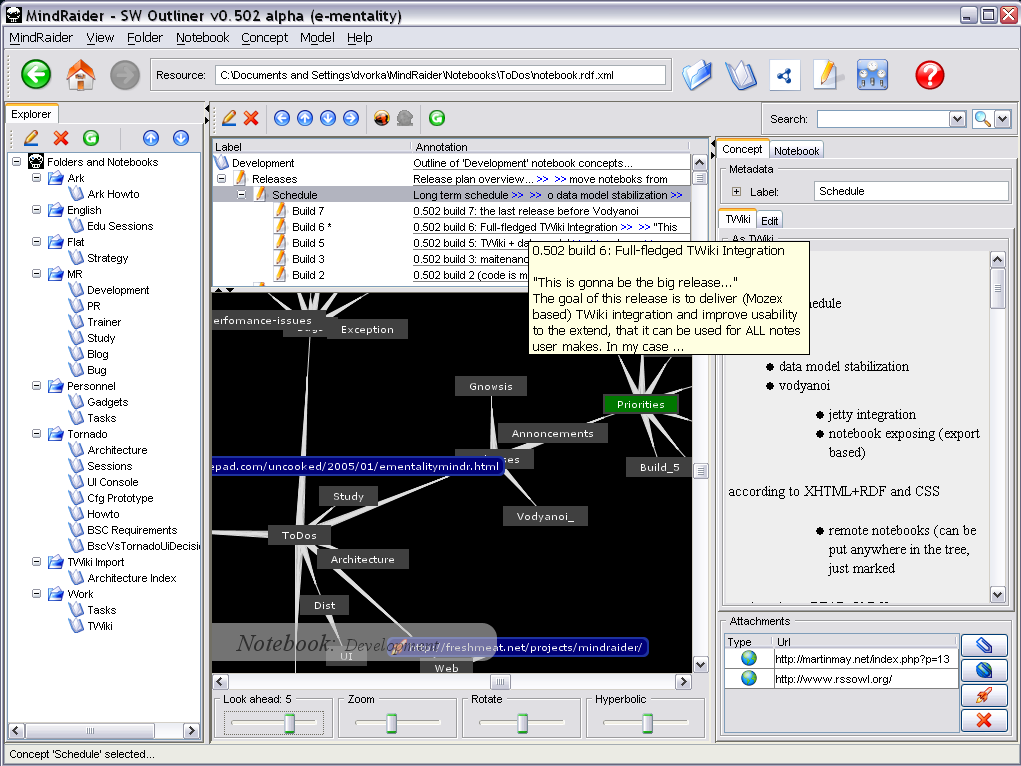 MindRaider - SW Outliner v0.502 alpha (e-mentality)
MindRaider View Folder Notebook Concept Model Help
Resource: C:\Documents and Settings\dvorka\MindRaider\Notebooks\ToDos\notebook.rdf.xml
Explorer
Search:
Folders and Notebooks
Ark
Ark Howto
English
Edu Sessions
Flat
Strategy
MR
Development
PR
Trainer
Study
Blog
Bug
Personnel
Gadgets
Tasks
Tornado
Architecture
Sessions
UI Console
Cfg Prototype
Howto
BSC Requirements
BscVsTornadoUiDecisi
TWiki Import
Architecture Index
Work
Tasks
TWiki
Label Annotation
Development Outline of 'Development' notebook concepts...
Releases Release plan overview... >> >> move noteboks from
Schedule Long term schedule >> >> o data model stabilization >>
Build 7 0.502 build 7: the last release before Vodyanoi
Build 6 * 0.502 build 6: Full-fledged TWiki Integration >> >> "This
Build 5 0.502 build 5: TWiki + da
Build 3 0.502 build 3: maitenanc
Build 2 0.502 build 2 (code is m
0.502 build 6: Full-fledged TWiki Integration
"This is gonna be the big release..."
The goal of this release is to deliver (Mozex
based) TWiki integration and improve usability
to the extend, that it can be used for ALL notes
user makes. In my case ...
erfomance-issues
Exception
Gnowsis
Priorities
Annoncements
ses
epad.com/uncooked/2005/01/ementalitymindr.html
Build_5
Study
Vodyanoi_
ToDos
Architecture
Dist
Notebook: Development
http://freshmeat.net/projects/mindraider/
UI
Web
Look ahead: 5 Zoom Rotate Hyperbolic
Concept Notebook
Metadata
Label: Schedule
TWiki Edit
As TWiki
hedule
data model stabilization
vodyanoi
jetty integration
notebook exposing (export
based)
according to XHTML+RDF and CSS
remote notebooks (can be
put anywhere in the tree,
just marked
Attachments
Type Url
http://martinmay.net/index.php?p=13
http://www.rssowl.org/
Concept 'Schedule' selected...